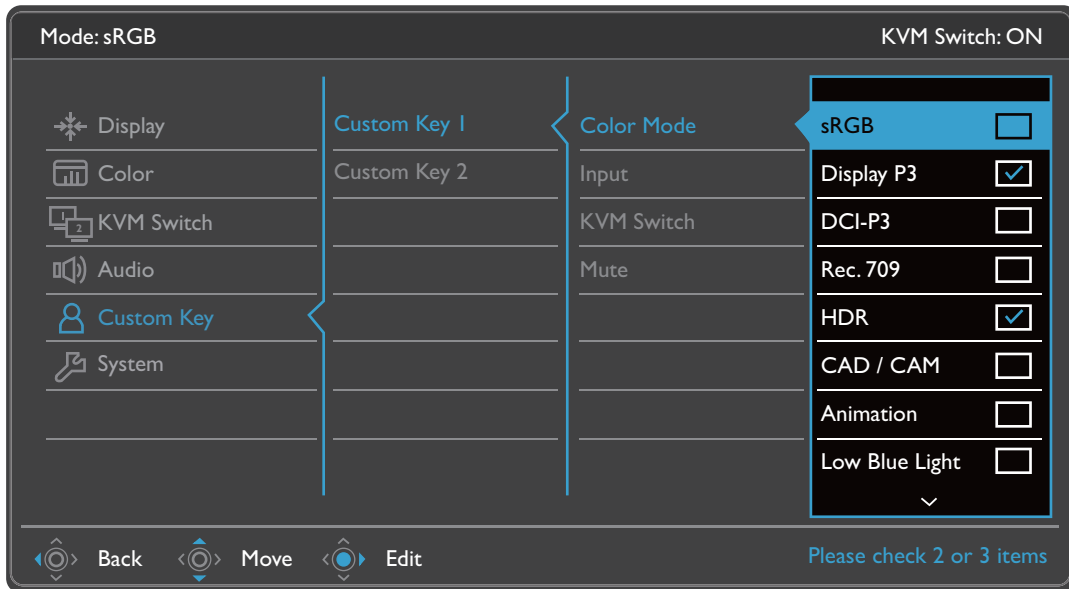 Mode: sRGB
KVM Switch: ON
Display
Color
1
2
KVM Switch
Audio
Custom Key
System
Custom Key 1
Custom Key 2
Color Mode
Input
KVM Switch
Mute
sRGB
Display P3
DCI-P3
Rec. 709
HDR
CAD / CAM
Animation
Low Blue Light
Back
Move
Edit
Please check 2 or 3 items